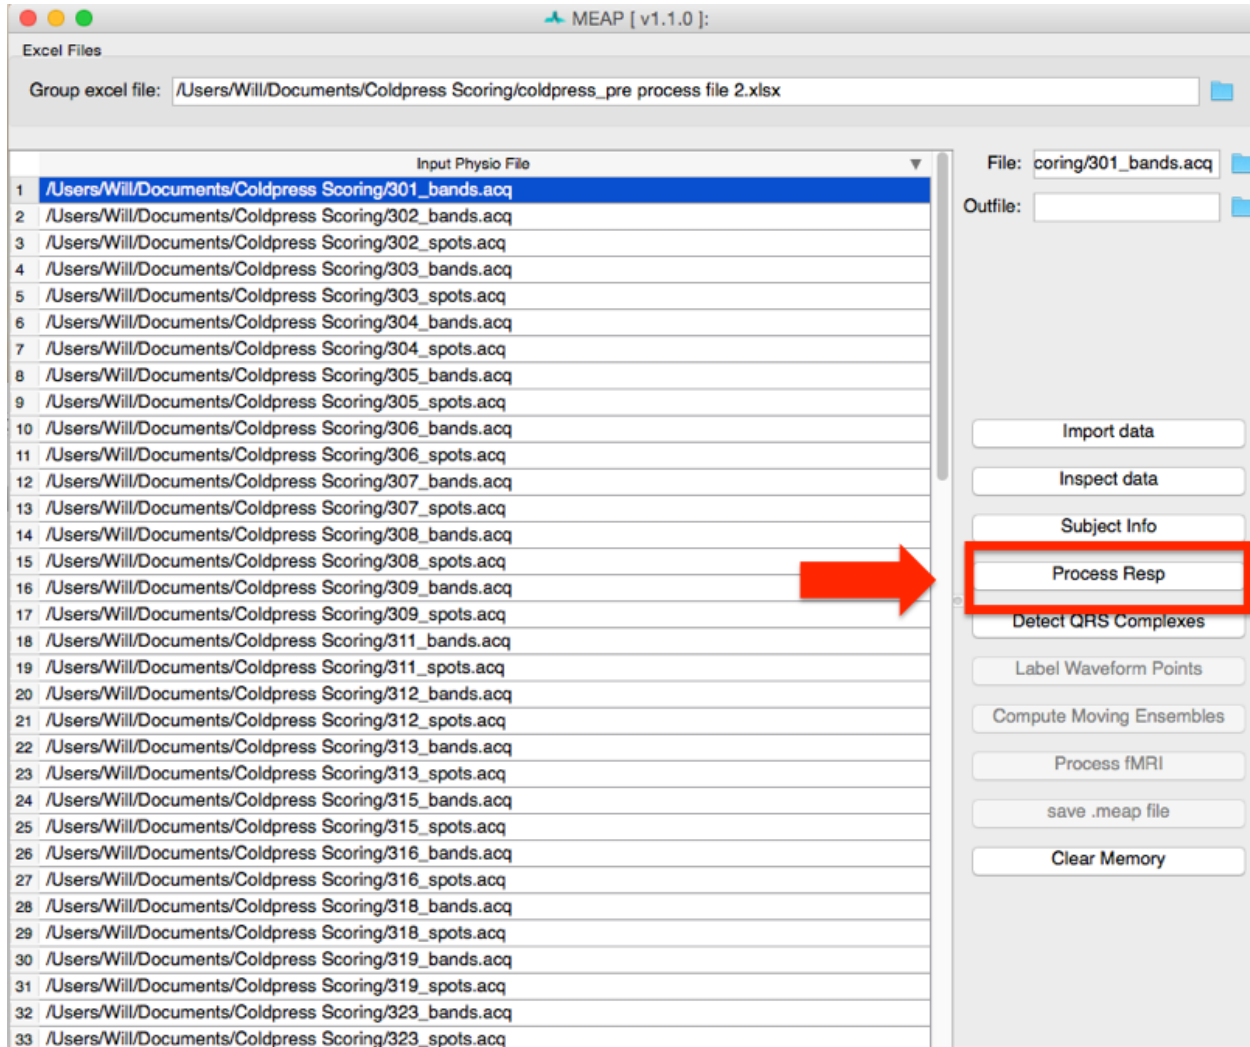 MEAP [ v1.1.0 ]:
Excel Files
Group excel file: /Users/Will/Documents/Coldpress Scoring/coldpress_pre process file 2.xlsx
Input Physio File
1 /Users/Will/Documents/Coldpress Scoring/301_bands.acq
2 /Users/Will/Documents/Coldpress Scoring/302_bands.acq
3 /Users/Will/Documents/Coldpress Scoring/302_spots.acq
4 /Users/Will/Documents/Coldpress Scoring/303_bands.acq
5 /Users/Will/Documents/Coldpress Scoring/303_spots.acq
6 /Users/Will/Documents/Coldpress Scoring/304_bands.acq
7 /Users/Will/Documents/Coldpress Scoring/304_spots.acq
8 /Users/Will/Documents/Coldpress Scoring/305_bands.acq
9 /Users/Will/Documents/Coldpress Scoring/305_spots.acq
10 /Users/Will/Documents/Coldpress Scoring/306_bands.acq
11 /Users/Will/Documents/Coldpress Scoring/306_spots.acq
12 /Users/Will/Documents/Coldpress Scoring/307_bands.acq
13 /Users/Will/Documents/Coldpress Scoring/307_spots.acq
14 /Users/Will/Documents/Coldpress Scoring/308_bands.acq
15 /Users/Will/Documents/Coldpress Scoring/308_spots.acq
16 /Users/Will/Documents/Coldpress Scoring/309_bands.acq
17 /Users/Will/Documents/Coldpress Scoring/309_spots.acq
18 /Users/Will/Documents/Coldpress Scoring/311_bands.acq
19 /Users/Will/Documents/Coldpress Scoring/311_spots.acq
20 /Users/Will/Documents/Coldpress Scoring/312_bands.acq
21 /Users/Will/Documents/Coldpress Scoring/312_spots.acq
22 /Users/Will/Documents/Coldpress Scoring/313_bands.acq
23 /Users/Will/Documents/Coldpress Scoring/313_spots.acq
24 /Users/Will/Documents/Coldpress Scoring/315_bands.acq
25 /Users/Will/Documents/Coldpress Scoring/315_spots.acq
26 /Users/Will/Documents/Coldpress Scoring/316_bands.acq
27 /Users/Will/Documents/Coldpress Scoring/316_spots.acq
28 /Users/Will/Documents/Coldpress Scoring/318_bands.acq
29 /Users/Will/Documents/Coldpress Scoring/318_spots.acq
30 /Users/Will/Documents/Coldpress Scoring/319_bands.acq
31 /Users/Will/Documents/Coldpress Scoring/319_spots.acq
32 /Users/Will/Documents/Coldpress Scoring/323_bands.acq
33 /Users/Will/Documents/Coldpress Scoring/323_spots.acq
File: coring/301_bands.acq
Outfile:
Import data
Inspect data
Subject Info
Process Resp
Detect QRS Complexes
Label Waveform Points
Compute Moving Ensembles
Process fMRI
save .meap file
Clear Memory